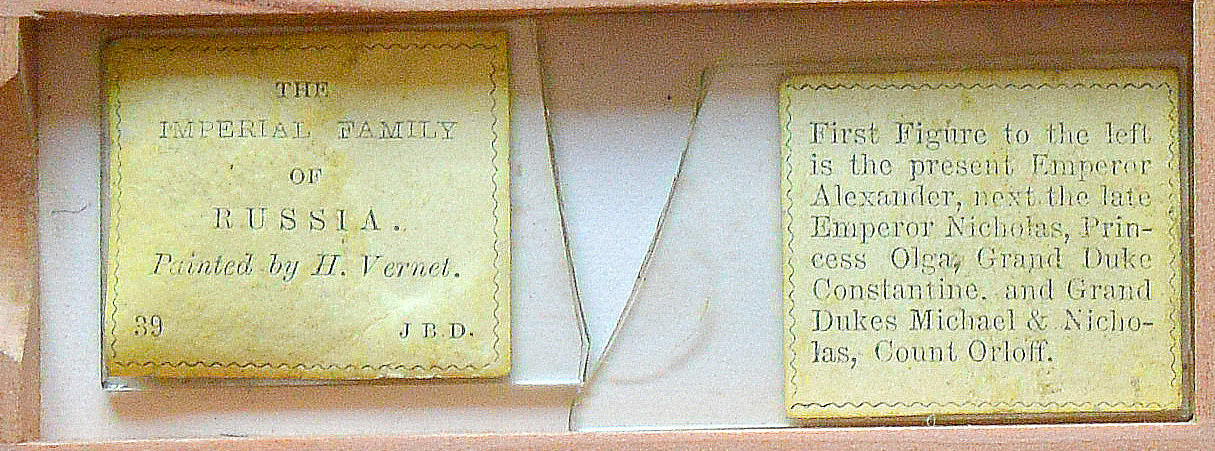 THE
IMPERIAL FAMILY
OF
RUSSIA.
Painted by H. Vernet.
39 J B.D.
First Figure to the left
is the present Emperor
Alexander, next the late
Emperor Nicholas, Prin-
cess Olga, Grand Duke
Constantine, and Grand
Dukes Michael & Nicho-
las, Count Orloff.